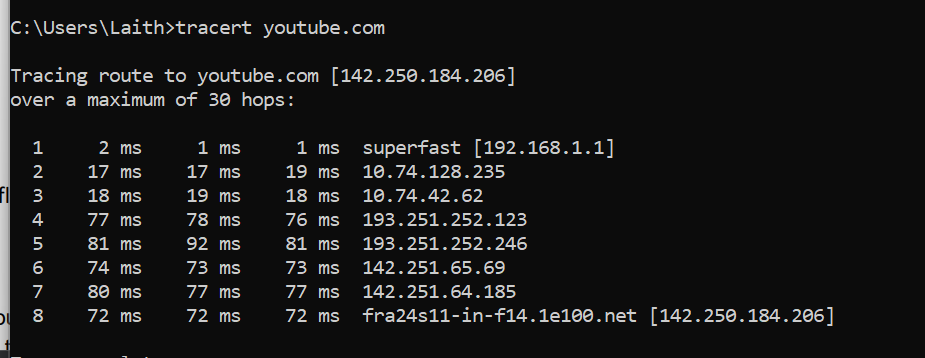 C:\Users\Laith>tracert youtube.com
Tracing route to youtube.com [142.250.184.206]
over a maximum of 30 hops:
1 2 ms 1 ms 1 ms superfast [192.168.1.1]
2 17 ms 17 ms 19 ms 10.74.128.235
3 18 ms 19 ms 18 ms 10.74.42.62
4 77 ms 78 ms 76 ms 193.251.252.123
5 81 ms 92 ms 81 ms 193.251.252.246
6 74 ms 73 ms 73 ms 142.251.65.69
7 80 ms 77 ms 77 ms 142.251.64.185
8 72 ms 72 ms 72 ms fra24s11-in-f14.1e100.net [142.250.184.206]